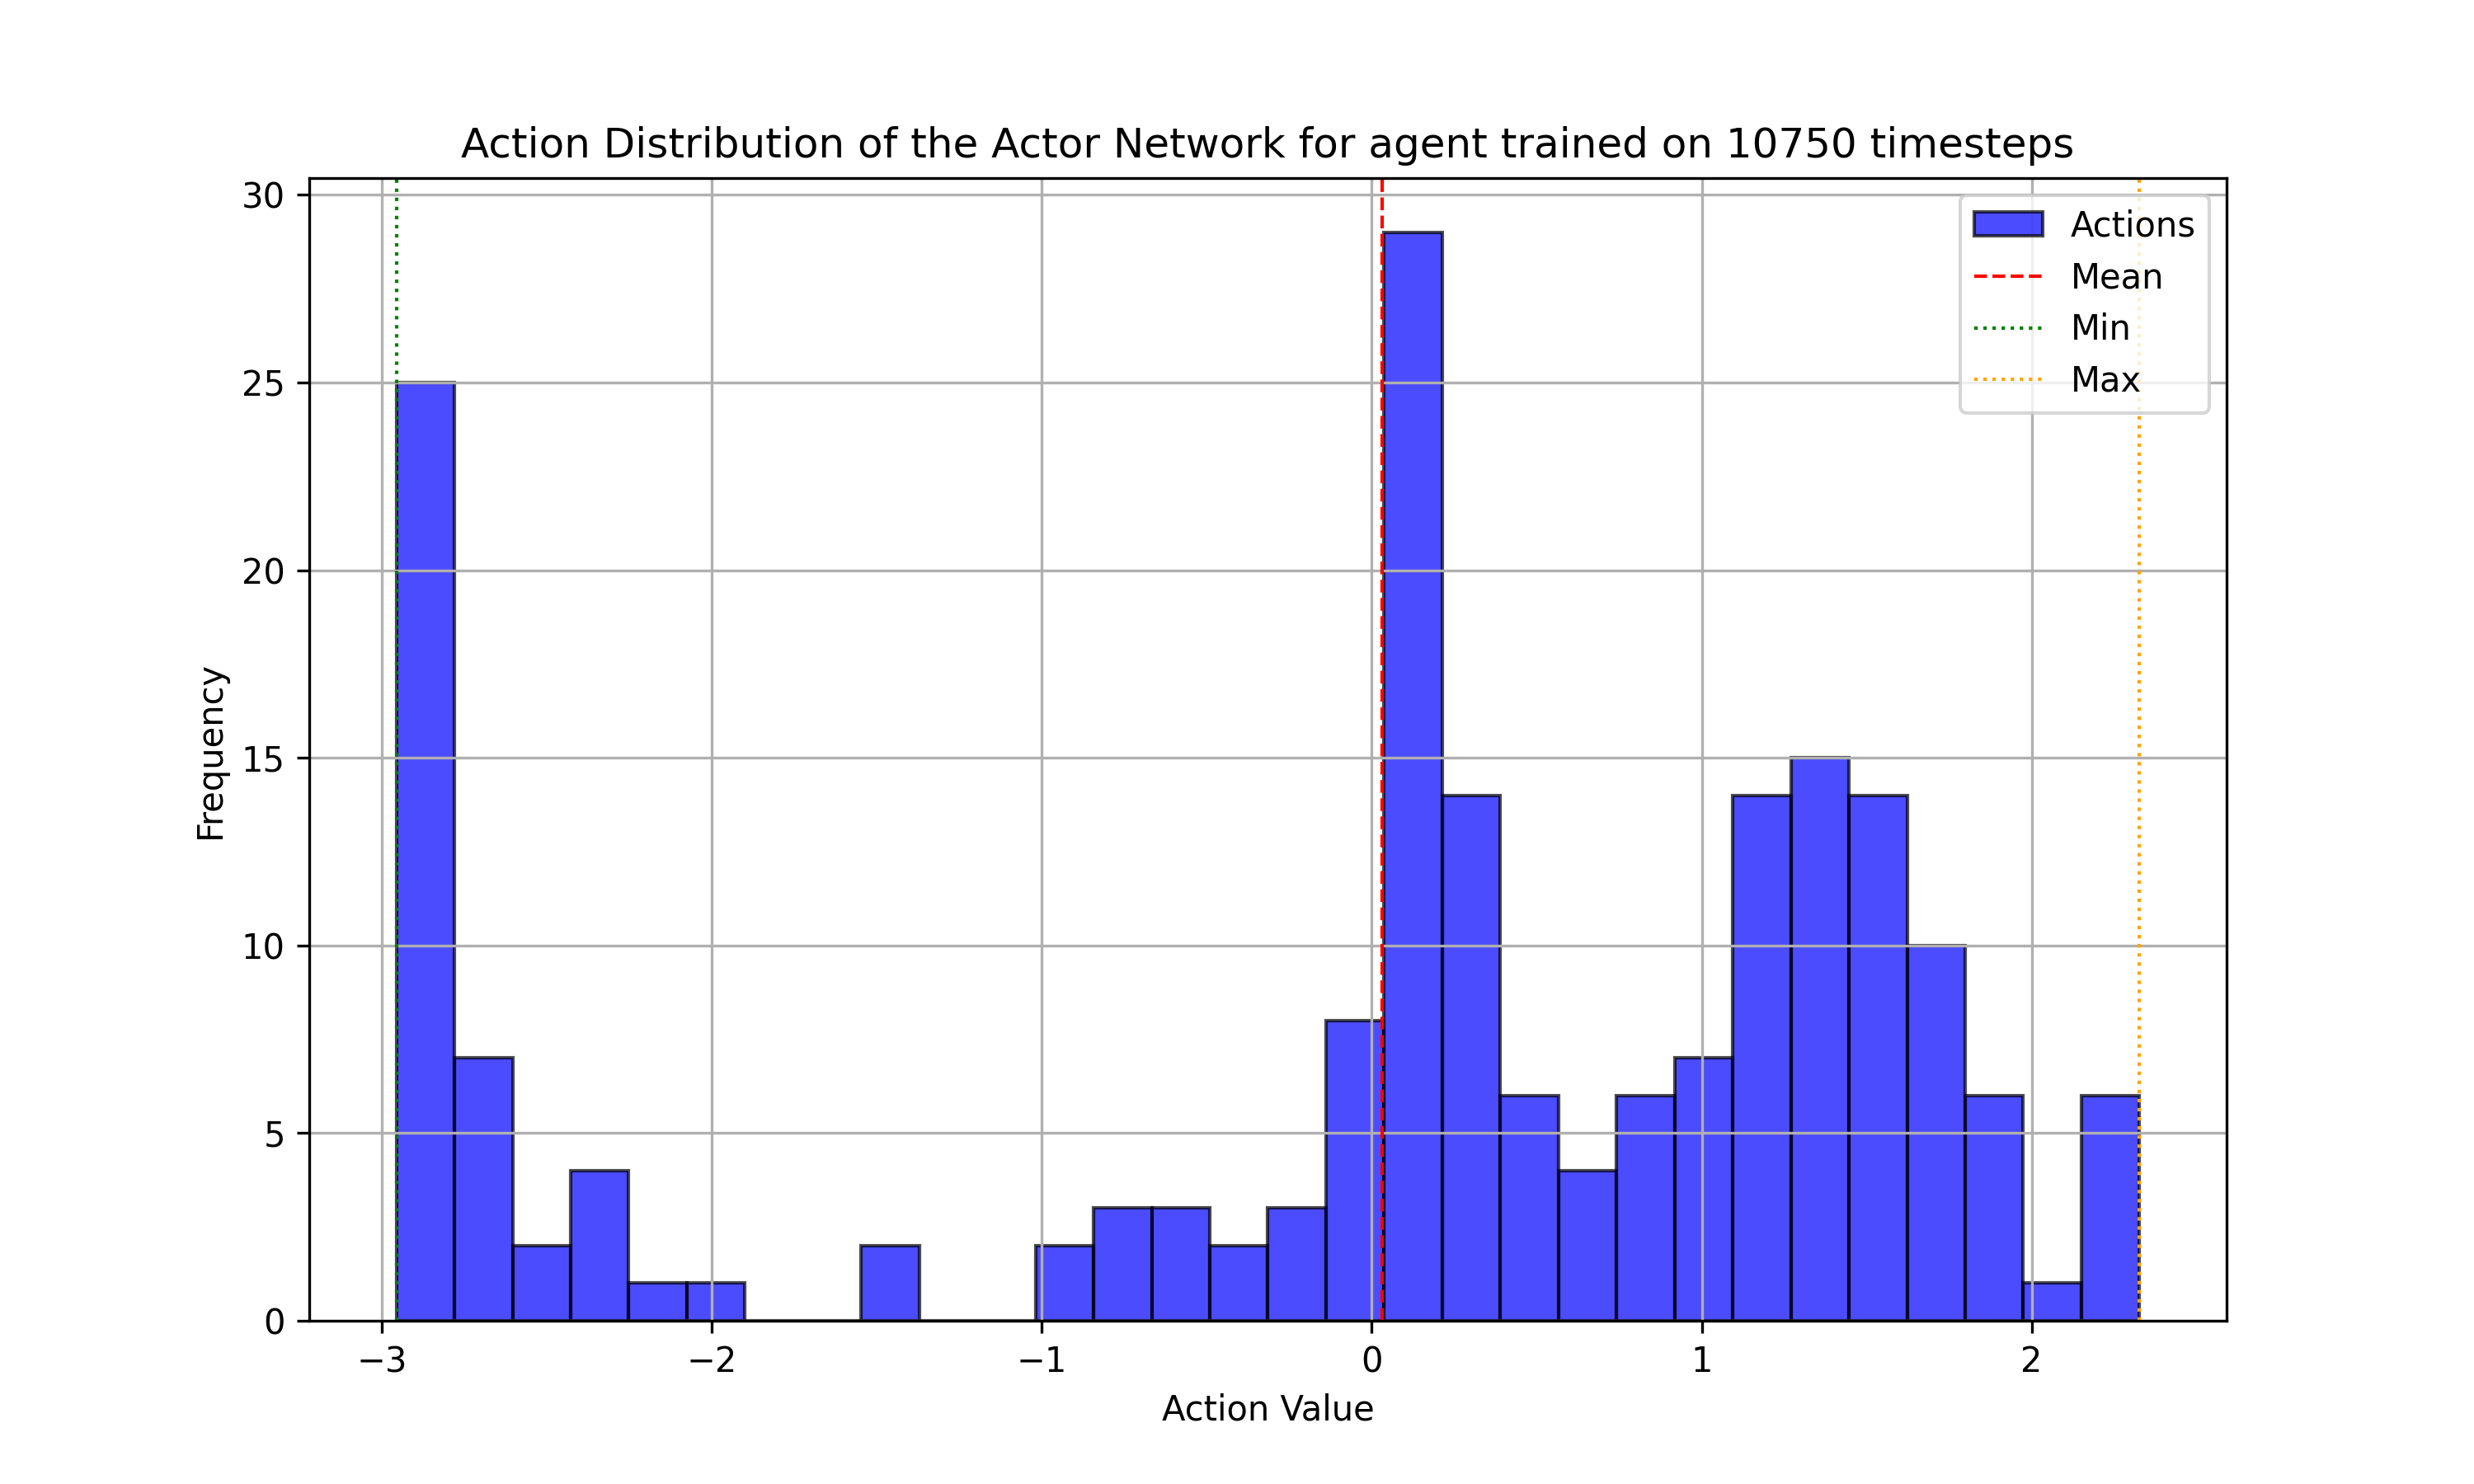 Action Distribution of the Actor Network for agent trained on 10750 timesteps
30
25
20
15
10
5
0
Frequency
Actions
Mean
Min
Max
−3
−2
−1
0
1
2
Action Value